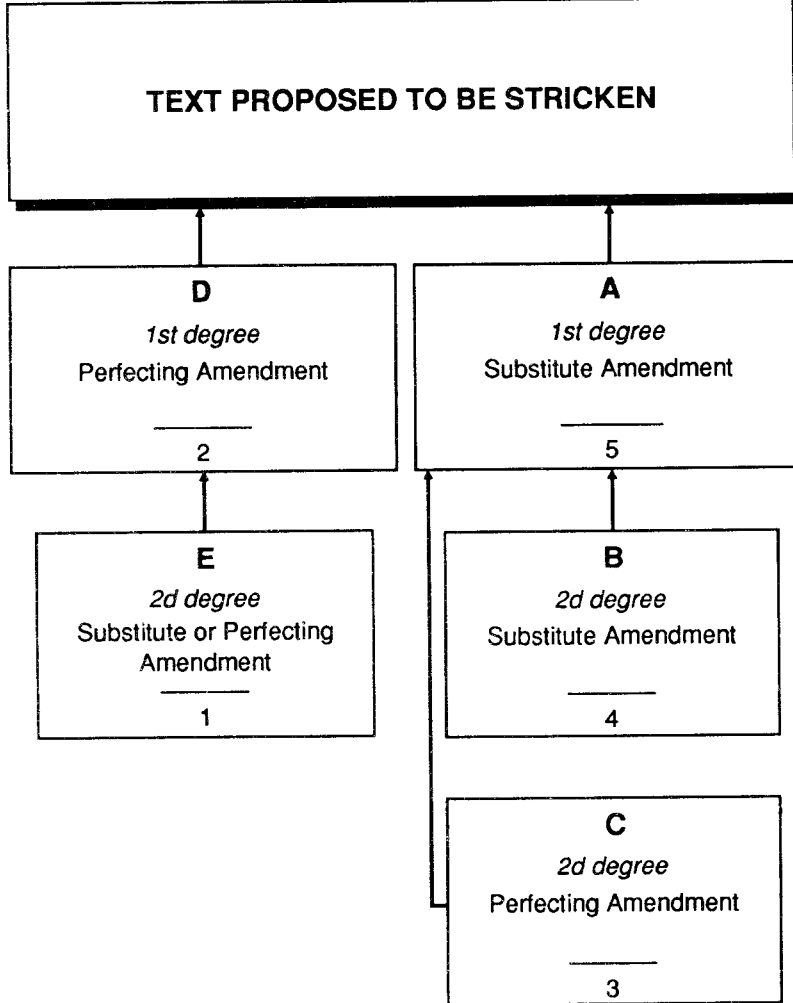 TEXT PROPOSED TO BE STRICKEN
D
1st degree
Perfecting Amendment
2
A
1st degree
Substitute Amendment
5
E
2d degree
Substitute or Perfecting
Amendment
1
B
2d degree
Substitute Amendment
4
C
2d degree
Perfecting Amendment
3